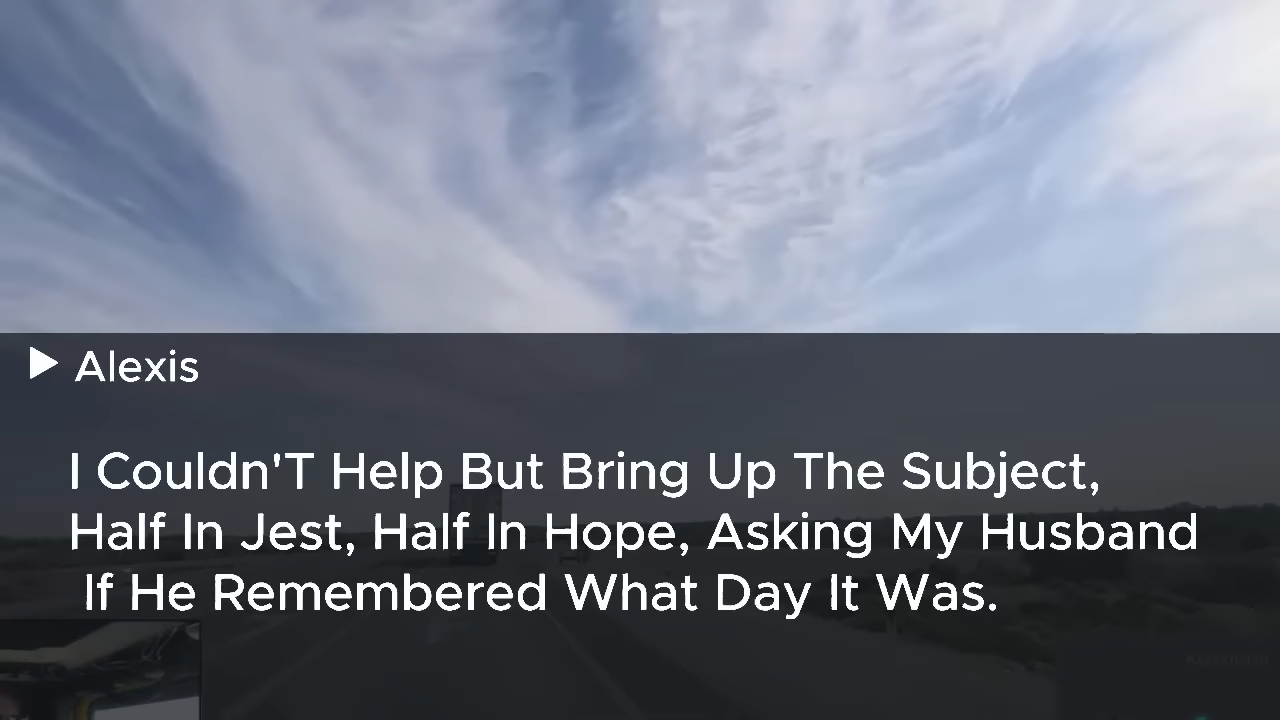 Alexis
I Couldn'T Help But Bring Up The Subject,
Half In Jest, Half In Hope, Asking My Husband
If He Remembered What Day It Was.